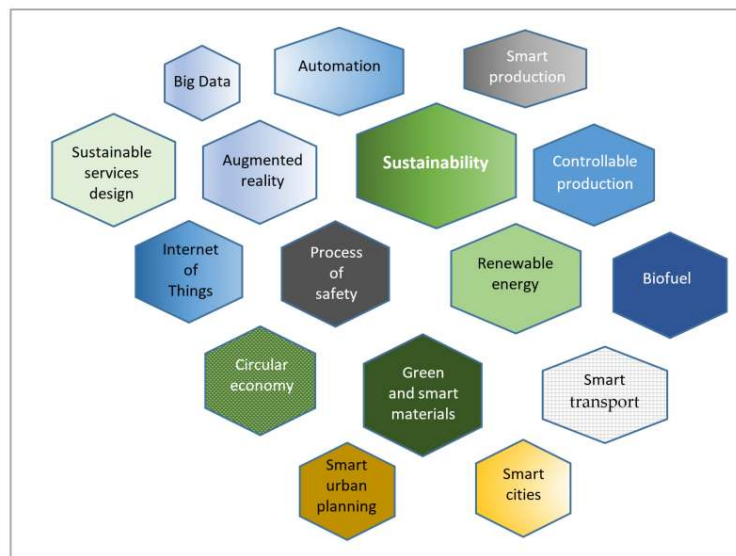 Big Data
Automation
Smart
production
Sustainable
services
design
Augmented
reality
Sustainability
Controllable
production
Internet
of
Things
Process
of
safety
Renewable
energy
Biofuel
Circular
economy
Green
and smart
materials
Smart
transport
Smart
urban
planning
Smart
cities